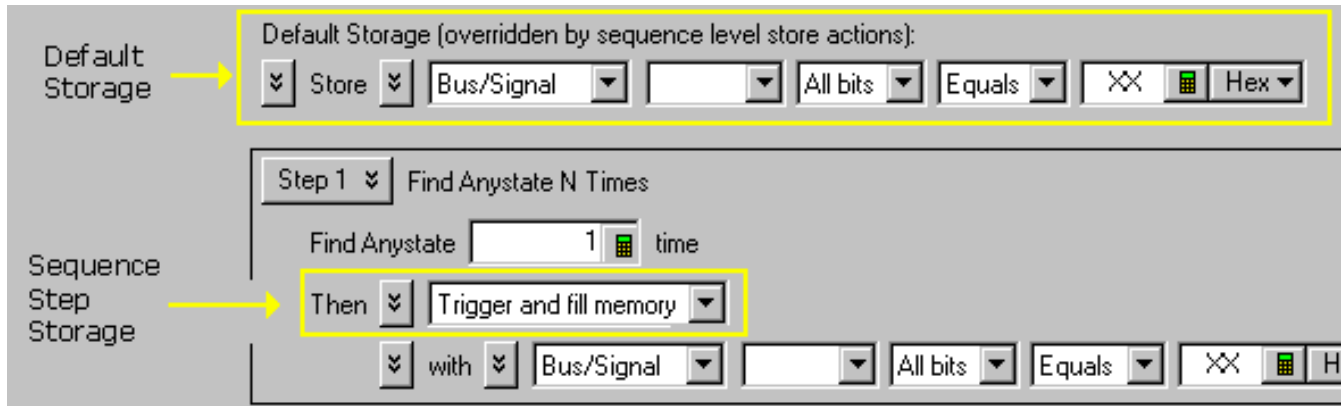 Default Storage
Default Storage (overridden by sequence level store actions):
Store Bus/Signal All bits Equals XX Hex
Step 1 Find Anystate N Times
Find Anystate 1 time
Sequence Step Storage
Then Trigger and fill memory
with Bus/Signal All bits Equals XX H